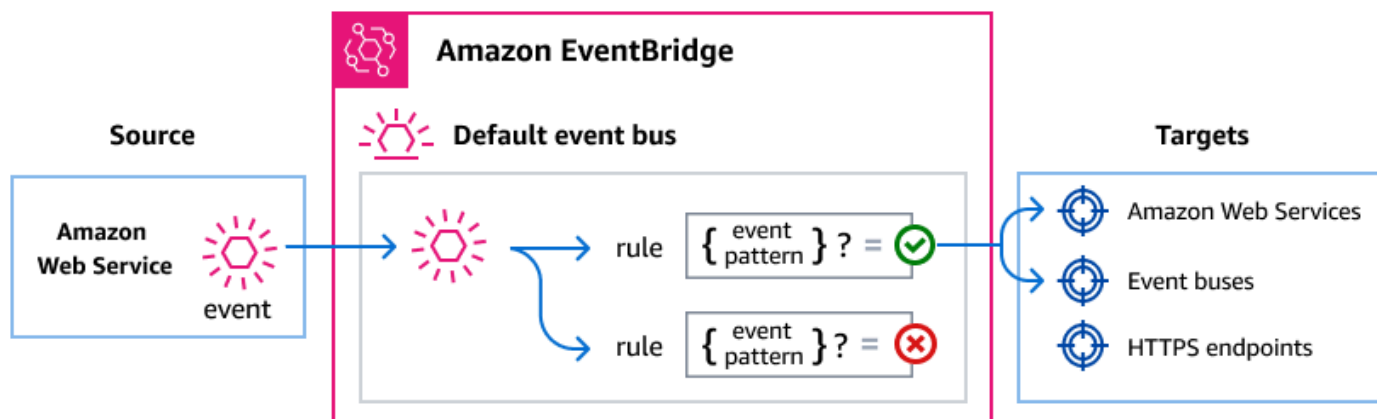 Amazon EventBridge
Source
Default event bus
Targets
Amazon
Web Service
event
rule
{ event pattern } ? =
rule
{ event pattern } ? =
Amazon Web Services
Event buses
HTTPS endpoints